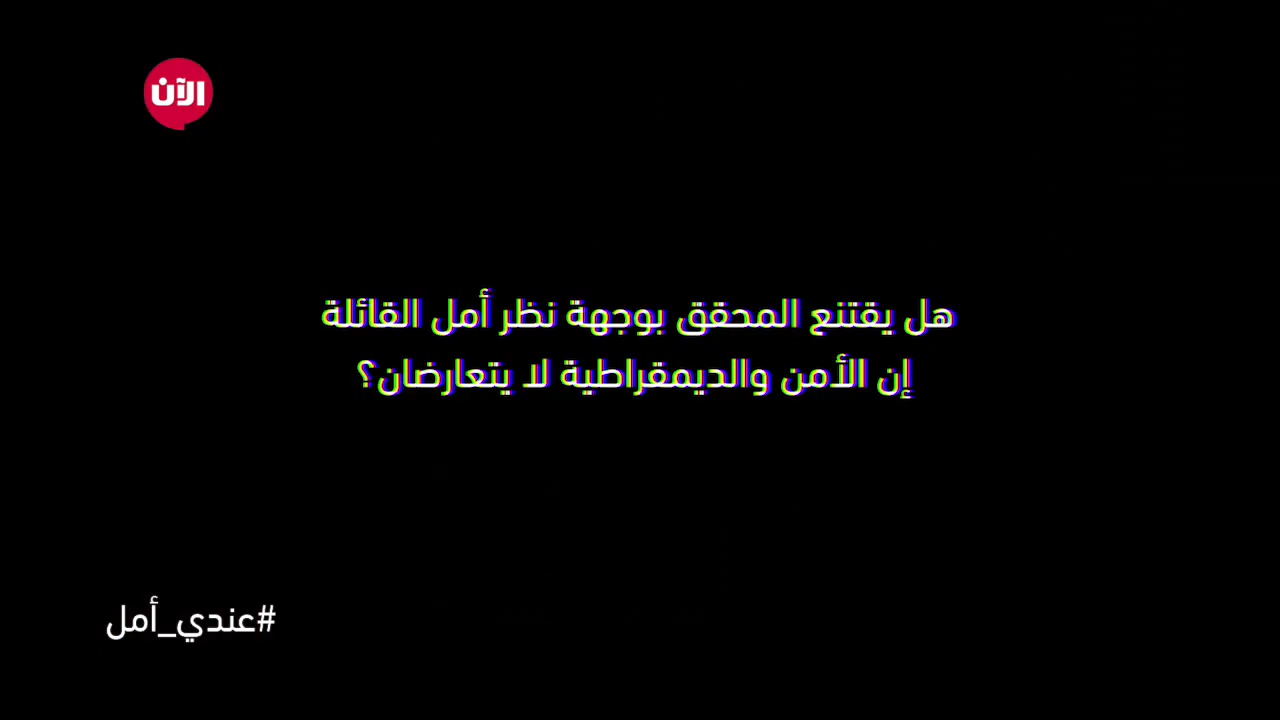 الآن
هل يقتنع المحقق بوجهة نظر أمل القائلة
إن الأمن والديمقراطية لا يتعارضان؟
#عندي_أمل